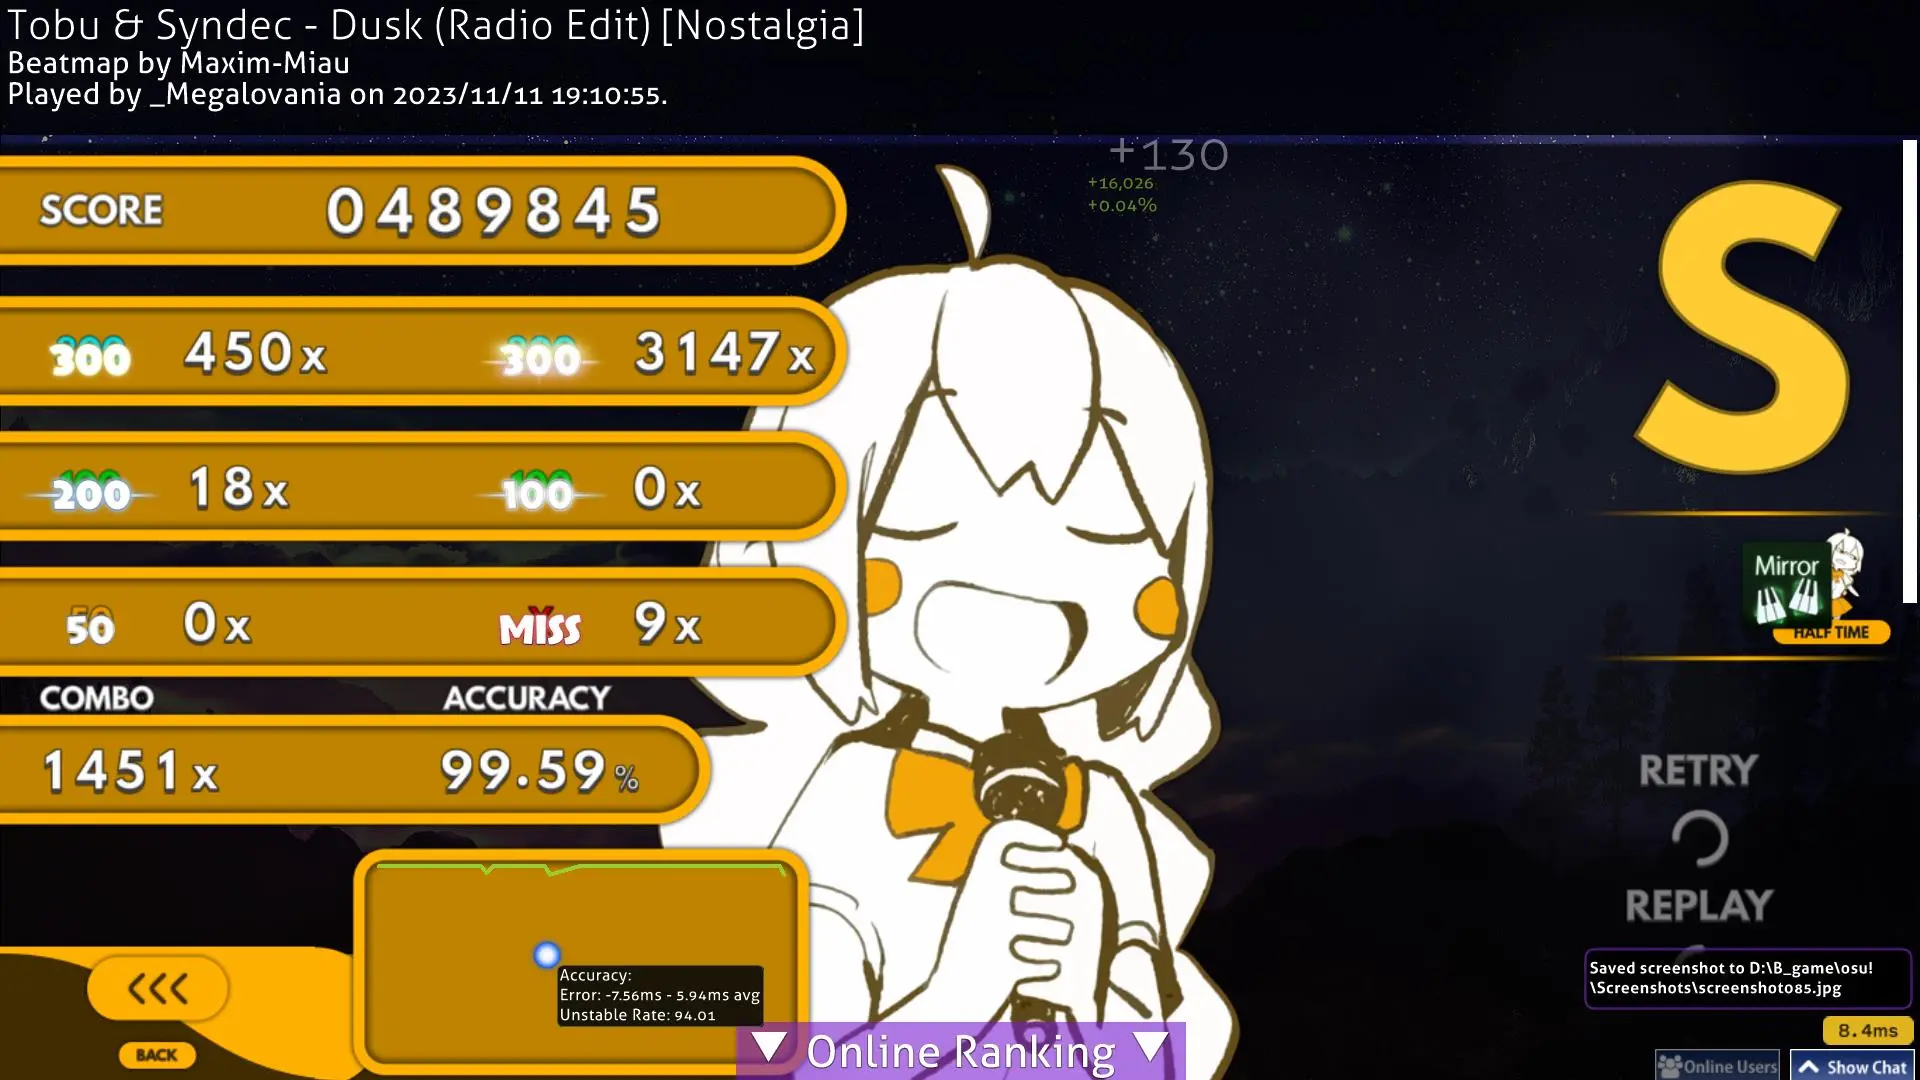 Tobu & Syndec - Dusk (Radio Edit) [Nostalgia]
Beatmap by Maxim-Miau
Played by _Megalovania on 2023/11/11 19:10:55.
+130
+16,026
+0.04%
SCORE 0489845
300 450x 300 3147x
200 18x 100 0x
50 0x MISS 9x
COMBO ACCURACY
1451x 99.59%
S
Mirror
HALF TIME
RETRY
REPLAY
Accuracy:
Error: -7.56ms - 5.94ms avg
Unstable Rate: 94.01
<<<
BACK
▼ Online Ranking ▼
Saved screenshot to D:\B_game\osu!
\Screenshots\screenshot085.jpg
8.4ms
Online Users
Show Chat